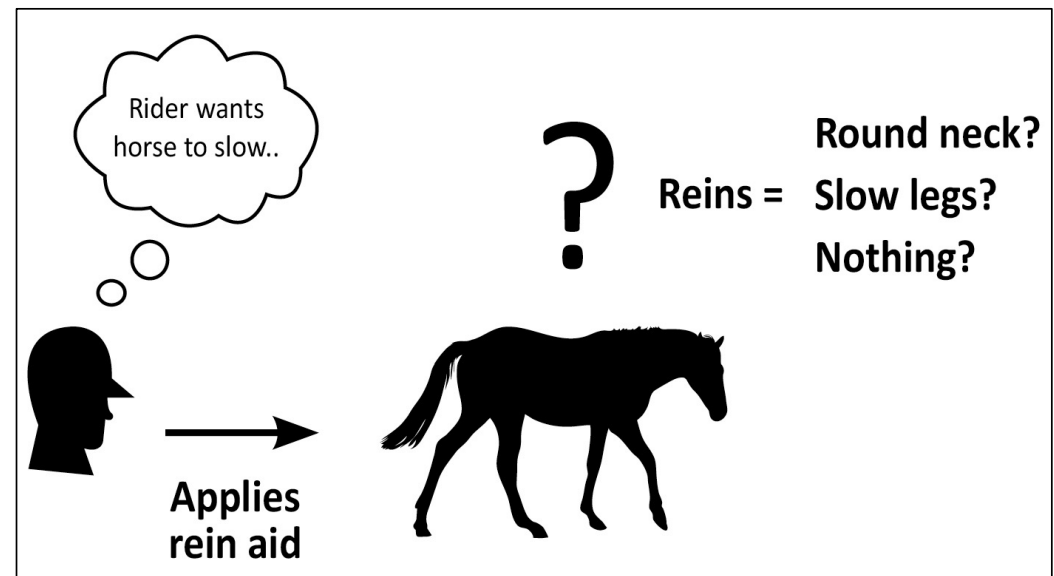 Rider wants
horse to slow..
?
Round neck?
Reins = Slow legs?
Nothing?
Applies
rein aid